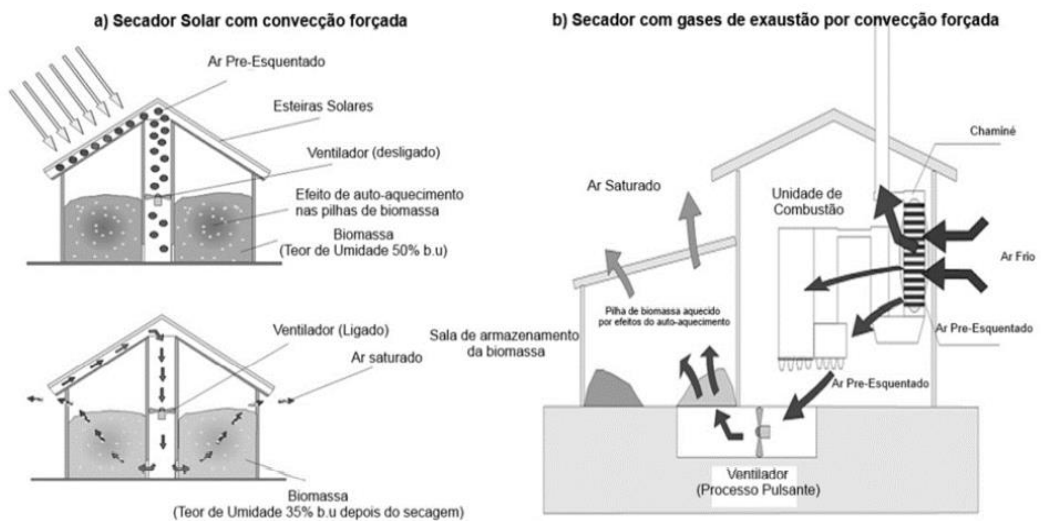 a) Secador Solar com convecção forçada
Ar Pre-Esquentado
Esteiras Solares
Ventilador (desligado)
Efeito de auto-aquecimento
nas pilhas de biomassa
Biomassa
(Teor de Umidade 50% b.u)
Ventilador (Ligado)
Ar saturado
Biomassa
(Teor de Umidade 35% b.u depois do secagem)
b) Secador com gases de exaustão por convecção forçada
Chaminé
Ar Saturado
Unidade de
Combustão
Ar Frio
Pilha de biomassa aquecido
por efeitos do auto-aquecimento
Sala de armazenamento
da biomassa
Ar Pre-Esquentado
Ar Pre-Esquentado
Ventilador
(Processo Pulsante)